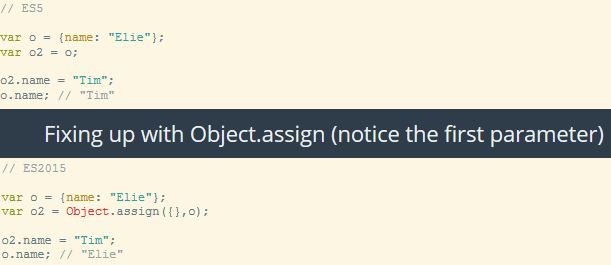 // ES5
var o = {name: "Elie"};
var o2 = o;
o2.name = "Tim";
o.name; // "Tim"
Fixing up with Object.assign (notice the first parameter)
// ES2015
var o = {name: "Elie"};
var o2 = Object.assign({},o);
o2.name = "Tim";
o.name; // "Elie"